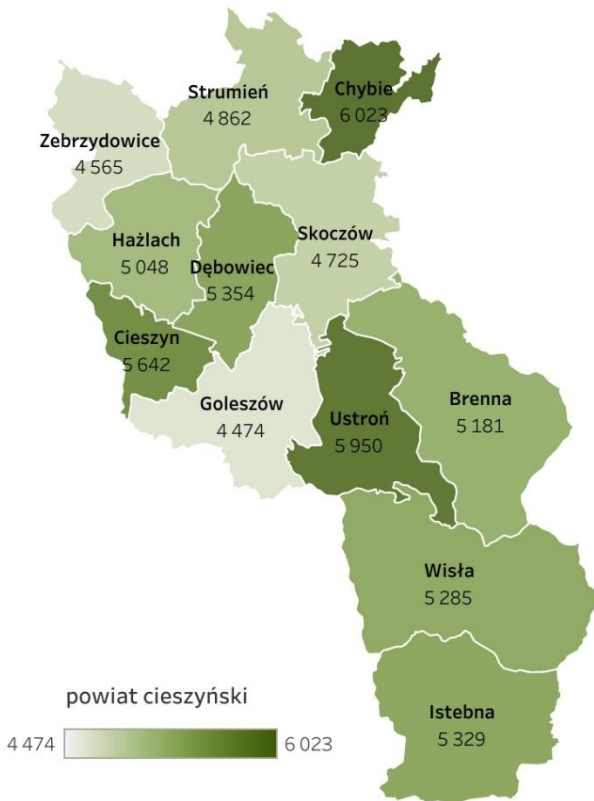 Chybie
6 023
Strumień
4 862
Zebrzydowice
4 565
Skoczów
4 725
Hażlach
5 048
Dębowiec
5 354
Cieszyn
5 642
Goleszów
4 474
Ustroń
5 950
Brenna
5 181
Wisła
5 285
Istebna
5 329
powiat cieszyński
4 474
6 023